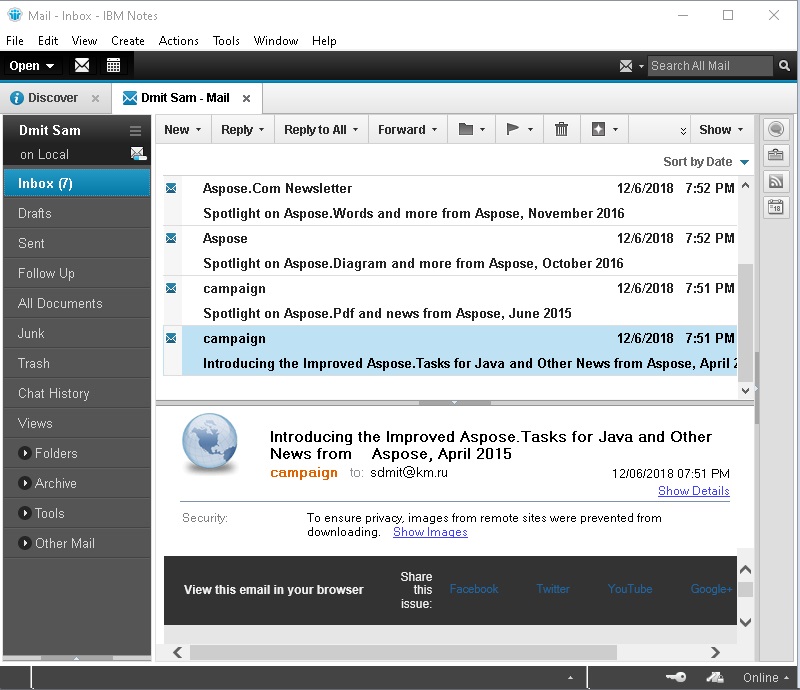 Mail - Inbox - IBM Notes
File Edit View Create Actions Tools Window Help
Open Search All Mail
Discover Dmit Sam - Mail
Dmit Sam
on Local
Inbox (7)
Drafts
Sent
Follow Up
All Documents
Junk
Trash
Chat History
Views
Folders
Archive
Tools
Other Mail
New Reply Reply to All Forward Show
Sort by Date
Aspose.Com Newsletter 12/6/2018 7:52 PM
Spotlight on Aspose.Words and more from Aspose, November 2016
Aspose 12/6/2018 7:52 PM
Spotlight on Aspose.Diagram and more from Aspose, October 2016
campaign 12/6/2018 7:51 PM
Spotlight on Aspose.Pdf and news from Aspose, June 2015
campaign 12/6/2018 7:51 PM
Introducing the Improved Aspose.Tasks for Java and Other News from Aspose, April 2
18
Introducing the Improved Aspose.Tasks for Java and Other
News from Aspose, April 2015
campaign to: sdmit@km.ru 12/06/2018 07:51 PM
Show Details
Security: To ensure privacy, images from remote sites were prevented from
downloading. Show Images
View this email in your browser
Share
this
issue:
Facebook Twitter YouTube Google+
Online